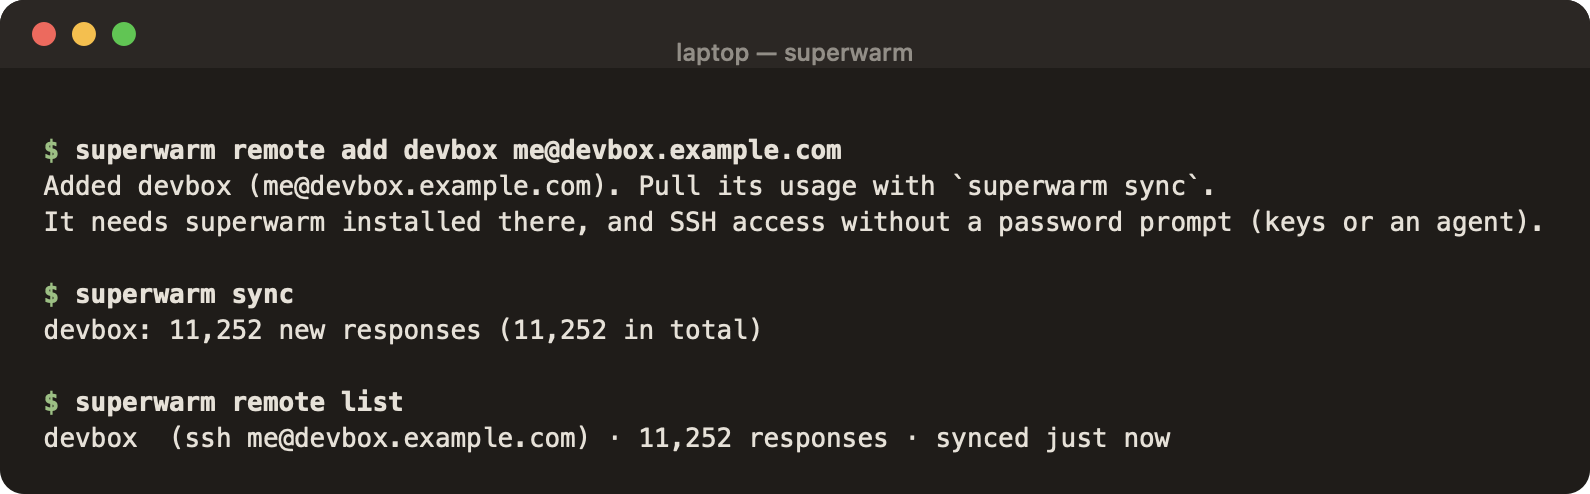 laptop — superwarm
$ superwarm remote add devbox me@devbox.example.com
Added devbox (me@devbox.example.com). Pull its usage with `superwarm sync`.
It needs superwarm installed there, and SSH access without a password prompt (keys or an agent).
$ superwarm sync
devbox: 11,252 new responses (11,252 in total)
$ superwarm remote list
devbox  (ssh me@devbox.example.com) · 11,252 responses · synced just now